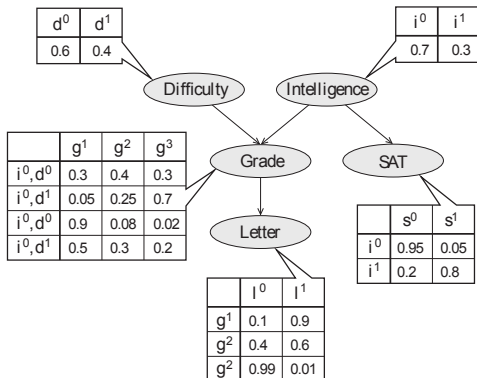 d⁰ d¹
0.6 0.4
i⁰ i¹
0.7 0.3
Difficulty
Intelligence
g¹ g² g³
i⁰,d⁰ 0.3 0.4 0.3
i⁰,d¹ 0.05 0.25 0.7
i⁰,d⁰ 0.9 0.08 0.02
i⁰,d¹ 0.5 0.3 0.2
Grade
SAT
s⁰ s¹
i⁰ 0.95 0.05
i¹ 0.2 0.8
Letter
l⁰ l¹
g¹ 0.1 0.9
g² 0.4 0.6
g² 0.99 0.01